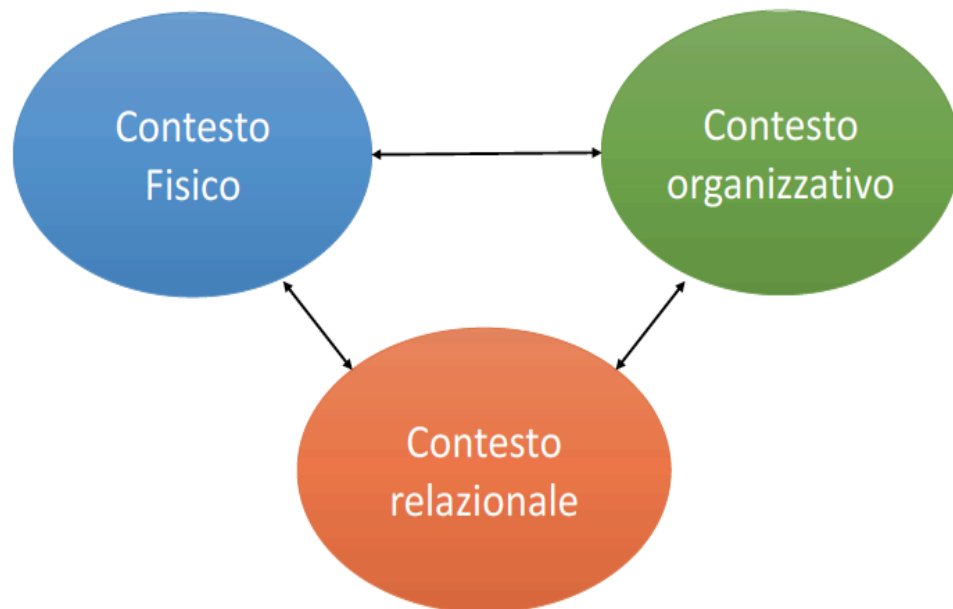 Contesto
Fisico
Contesto
organizzativo
Contesto
relazionale